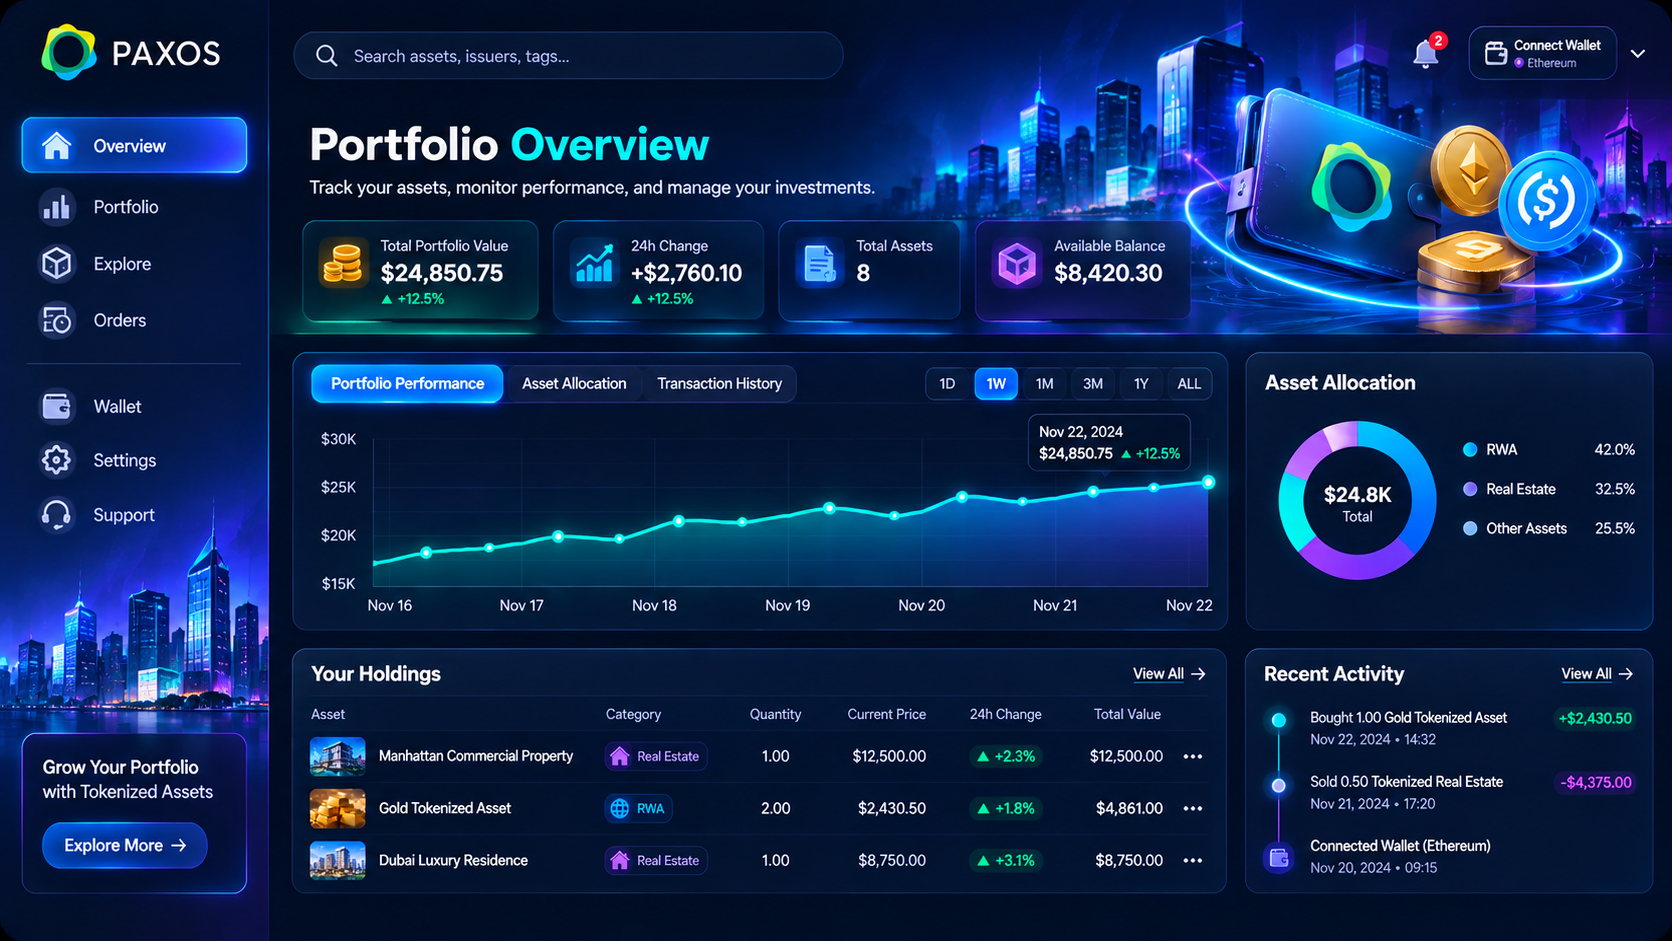 PAXOS
Search assets, issuers, tags...
2
Connect Wallet
Ethereum
Overview
Portfolio
Explore
Orders
Wallet
Settings
Support
Grow Your Portfolio
with Tokenized Assets
Explore More →
Portfolio Overview
Track your assets, monitor performance, and manage your investments.
Total Portfolio Value
$24,850.75
▲ +12.5%
24h Change
+$2,760.10
▲ +12.5%
Total Assets
8
Available Balance
$8,420.30
Portfolio Performance Asset Allocation Transaction History
1D 1W 1M 3M 1Y ALL
Nov 22, 2024
$24,850.75 ▲ +12.5%
$30K
$25K
$20K
$15K
Nov 16 Nov 17 Nov 18 Nov 19 Nov 20 Nov 21 Nov 22
Asset Allocation
$24.8K
Total
RWA 42.0%
Real Estate 32.5%
Other Assets 25.5%
Your Holdings View All →
Asset Category Quantity Current Price 24h Change Total Value
Manhattan Commercial Property Real Estate 1.00 $12,500.00 ▲ +2.3% $12,500.00
Gold Tokenized Asset RWA 2.00 $2,430.50 ▲ +1.8% $4,861.00
Dubai Luxury Residence Real Estate 1.00 $8,750.00 ▲ +3.1% $8,750.00
Recent Activity View All →
Bought 1.00 Gold Tokenized Asset +$2,430.50
Nov 22, 2024 • 14:32
Sold 0.50 Tokenized Real Estate -$4,375.00
Nov 21, 2024 • 17:20
Connected Wallet (Ethereum)
Nov 20, 2024 • 09:15